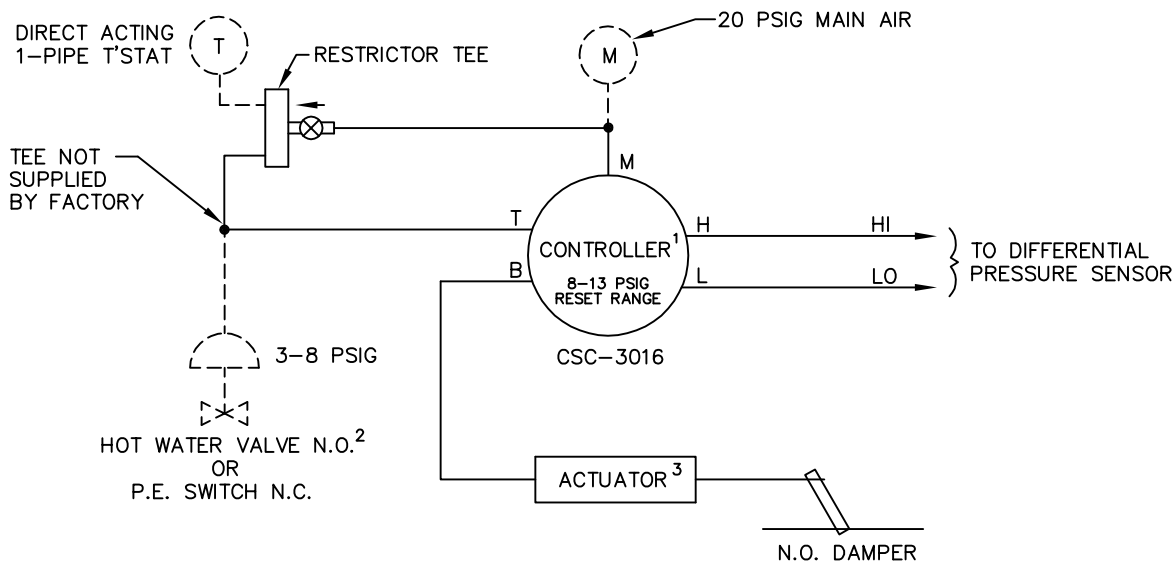 20 PSIG MAIN AIR
DIRECT ACTING
1-PIPE T'STAT
T
M
RESTRICTOR TEE
TEE NOT
SUPPLIED
BY FACTORY
M
T
H
HI
CONTROLLER¹
TO DIFFERENTIAL
PRESSURE SENSOR
B
8-13 PSIG
RESET RANGE
L
LO
CSC-3016
3-8 PSIG
HOT WATER VALVE N.O.²
OR
P.E. SWITCH N.C.
ACTUATOR³
N.O. DAMPER